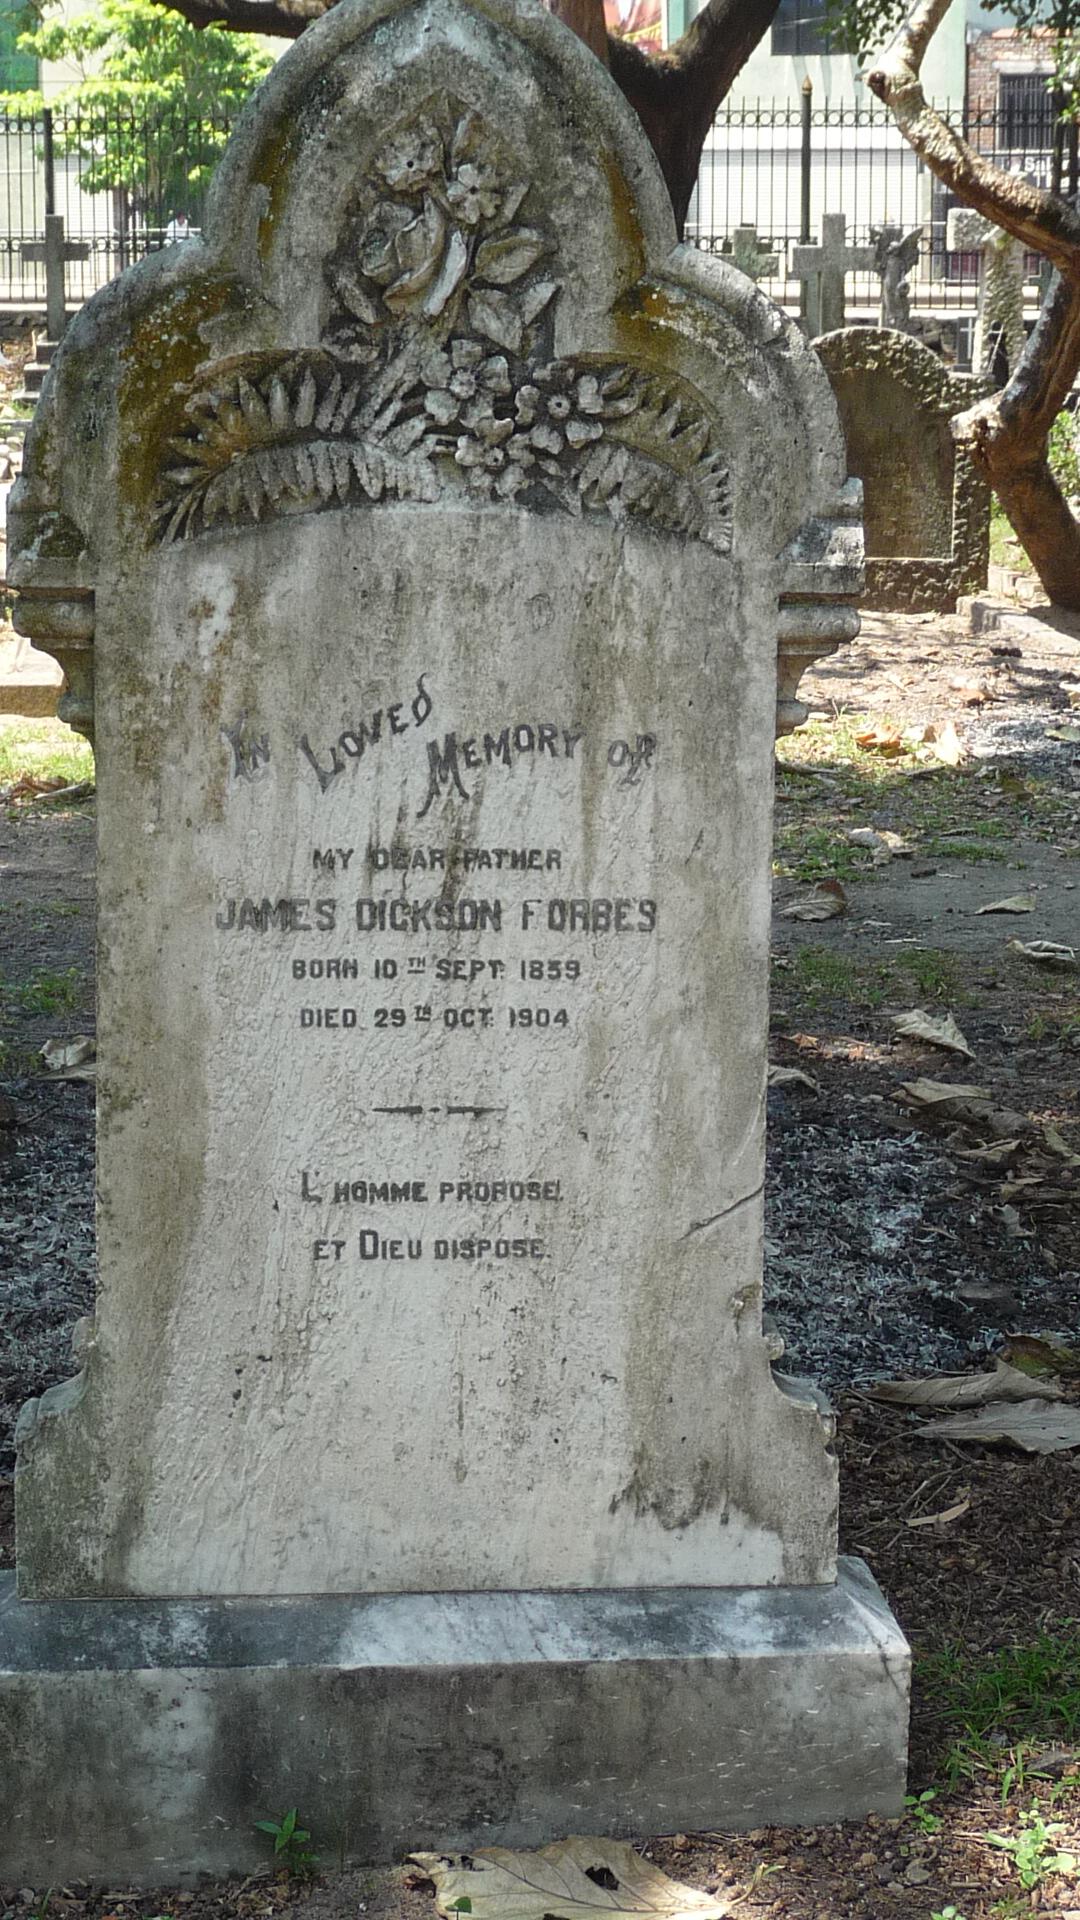 IN LOVED MEMORY OF
MY DEAR FATHER
JAMES DICKSON FORBES
BORN 10TH SEPT. 1859
DIED 29TH OCT. 1904
L'HOMME PROPOSE,
ET DIEU DISPOSE.